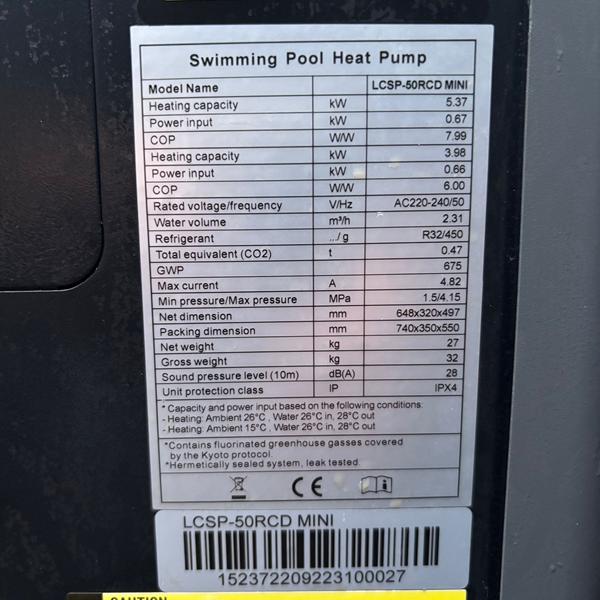 Swimming Pool Heat Pump
Model Name LCSP-50RCD MINI
Heating capacity kW 5.37
Power input kW 0.67
COP W/W 7.99
Heating capacity kW 3.98
Power input kW 0.66
COP W/W 6.00
Rated voltage/frequency V/Hz AC220-240/50
Water volume m³/h 2.31
Refrigerant .../ g R32/450
Total equivalent (CO2) t 0.47
GWP 675
Max current A 4.82
Min pressure/Max pressure MPa 1.5/4.15
Net dimension mm 648x320x497
Packing dimension mm 740x350x550
Net weight kg 27
Gross weight kg 32
Sound pressure level (10m) dB(A) 28
Unit protection class IP IPX4
* Capacity and power input based on the following conditions:
- Heating: Ambient 26°C , Water 26°C in, 28°C out
- Heating: Ambient 15°C , Water 26°C in, 28°C out
*Contains fluorinated greenhouse gasses covered
by the Kyoto protocol.
*Hermetically sealed system, leak tested.
CE
LCSP-50RCD MINI
152372209223100027
CAUTION